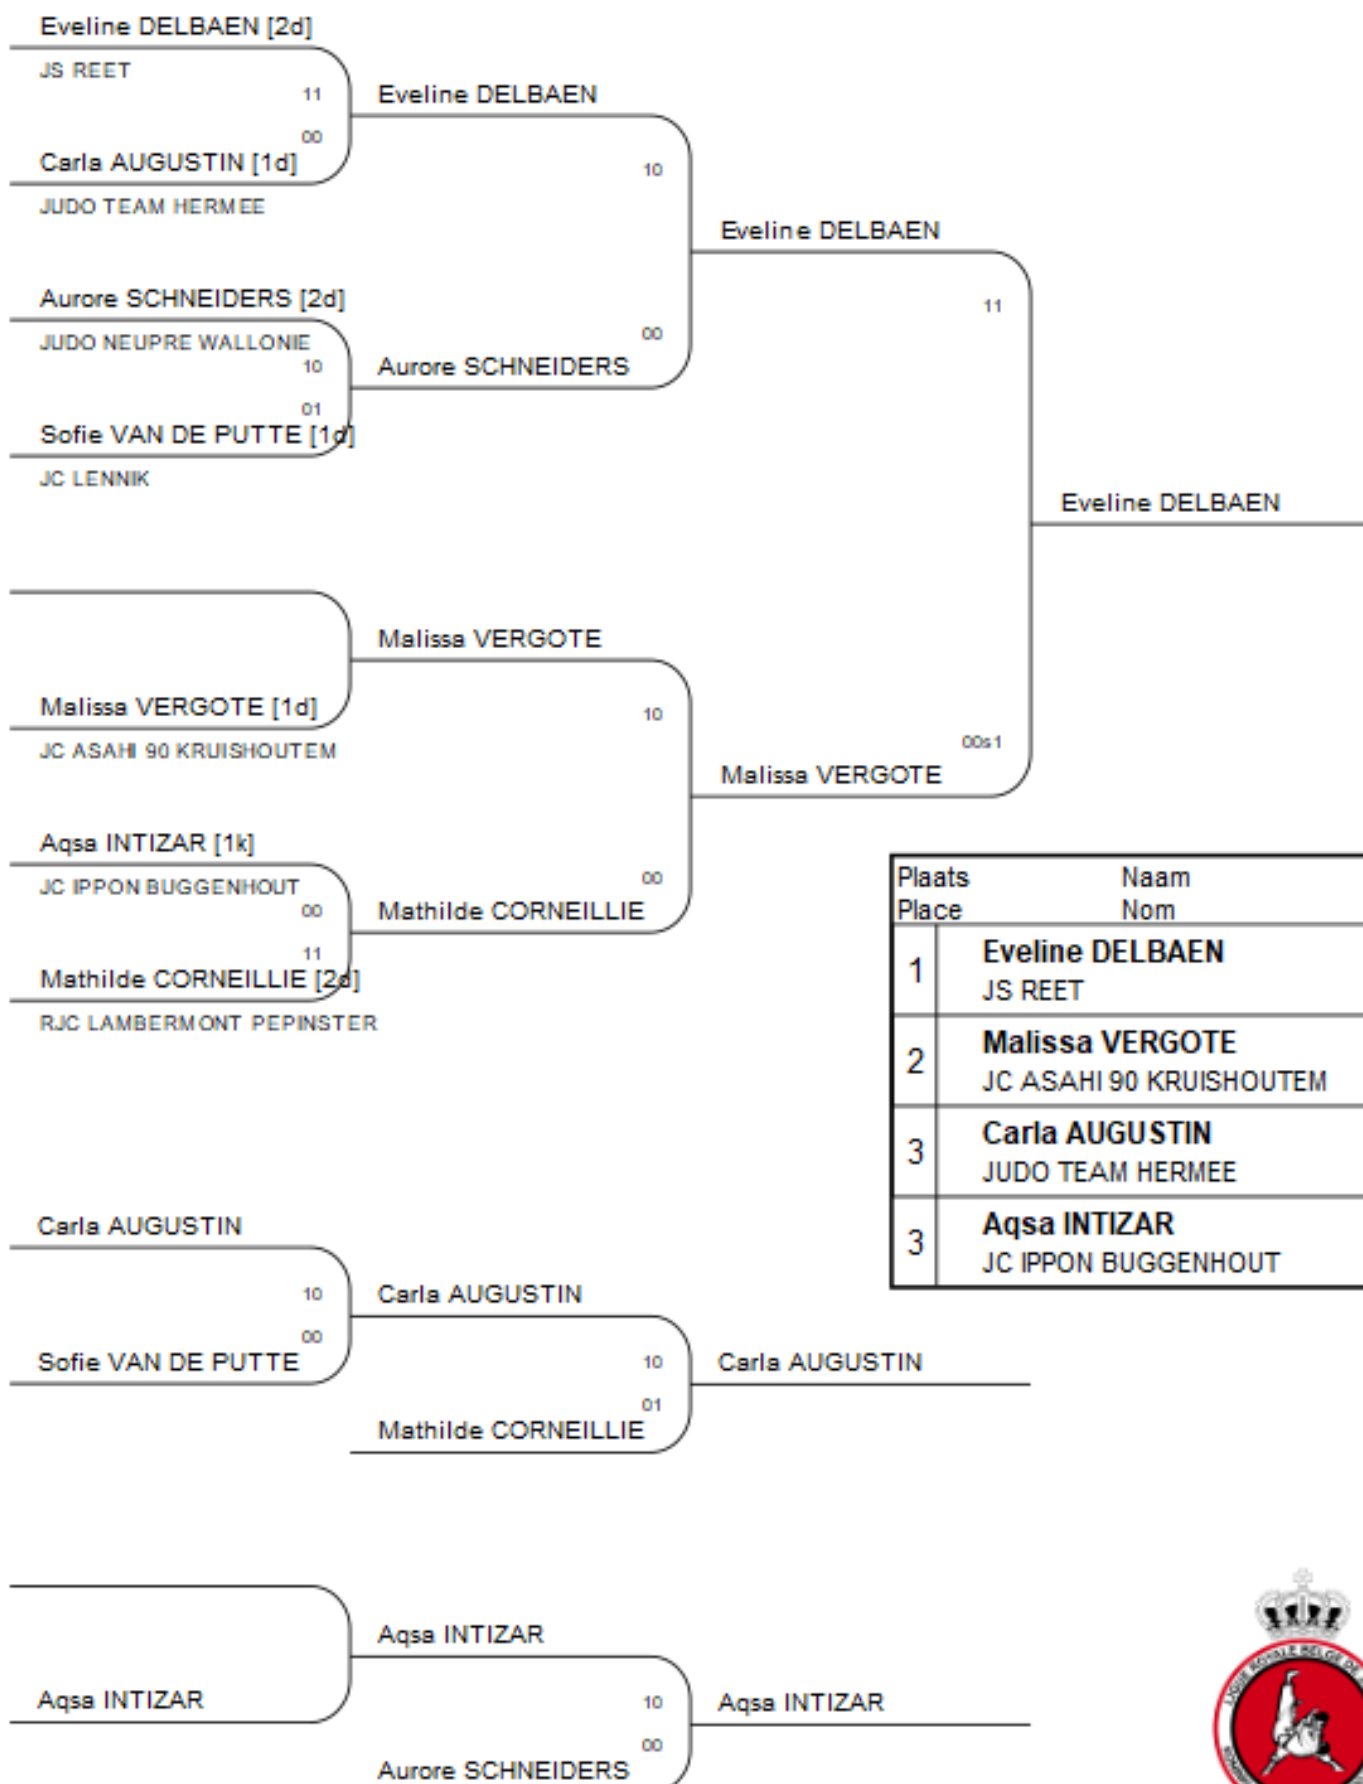 Eveline DELBAEN [2d]
JS REET
11
Eveline DELBAEN
00
Carla AUGUSTIN [1d]
JUDO TEAM HERMEE
10
Eveline DELBAEN
Aurore SCHNEIDERS [2d]
JUDO NEUPRE WALLONIE
10
00
Aurore SCHNEIDERS
01
Sofie VAN DE PUTTE [1d]
JC LENNIK
11
Eveline DELBAEN
Malissa VERGOTE
Malissa VERGOTE [1d]
JC ASAHI 90 KRUISHOUTEM
10
00s1
Malissa VERGOTE
Aqsa INTIZAR [1k]
JC IPPON BUGGENHOUT
00
00
Mathilde CORNEILLIE
11
Mathilde CORNEILLIE [2d]
RJC LAMBERMONT PEPINSTER
Plaats Naam
Place Nom
1 Eveline DELBAEN
JS REET
2 Malissa VERGOTE
JC ASAHI 90 KRUISHOUTEM
3 Carla AUGUSTIN
JUDO TEAM HERMEE
3 Aqsa INTIZAR
JC IPPON BUGGENHOUT
Carla AUGUSTIN
10
Carla AUGUSTIN
00
Sofie VAN DE PUTTE
10
Carla AUGUSTIN
01
Mathilde CORNEILLIE
Aqsa INTIZAR
Aqsa INTIZAR
10
Aqsa INTIZAR
00
Aurore SCHNEIDERS
LIGUE ROYALE BELGE DE